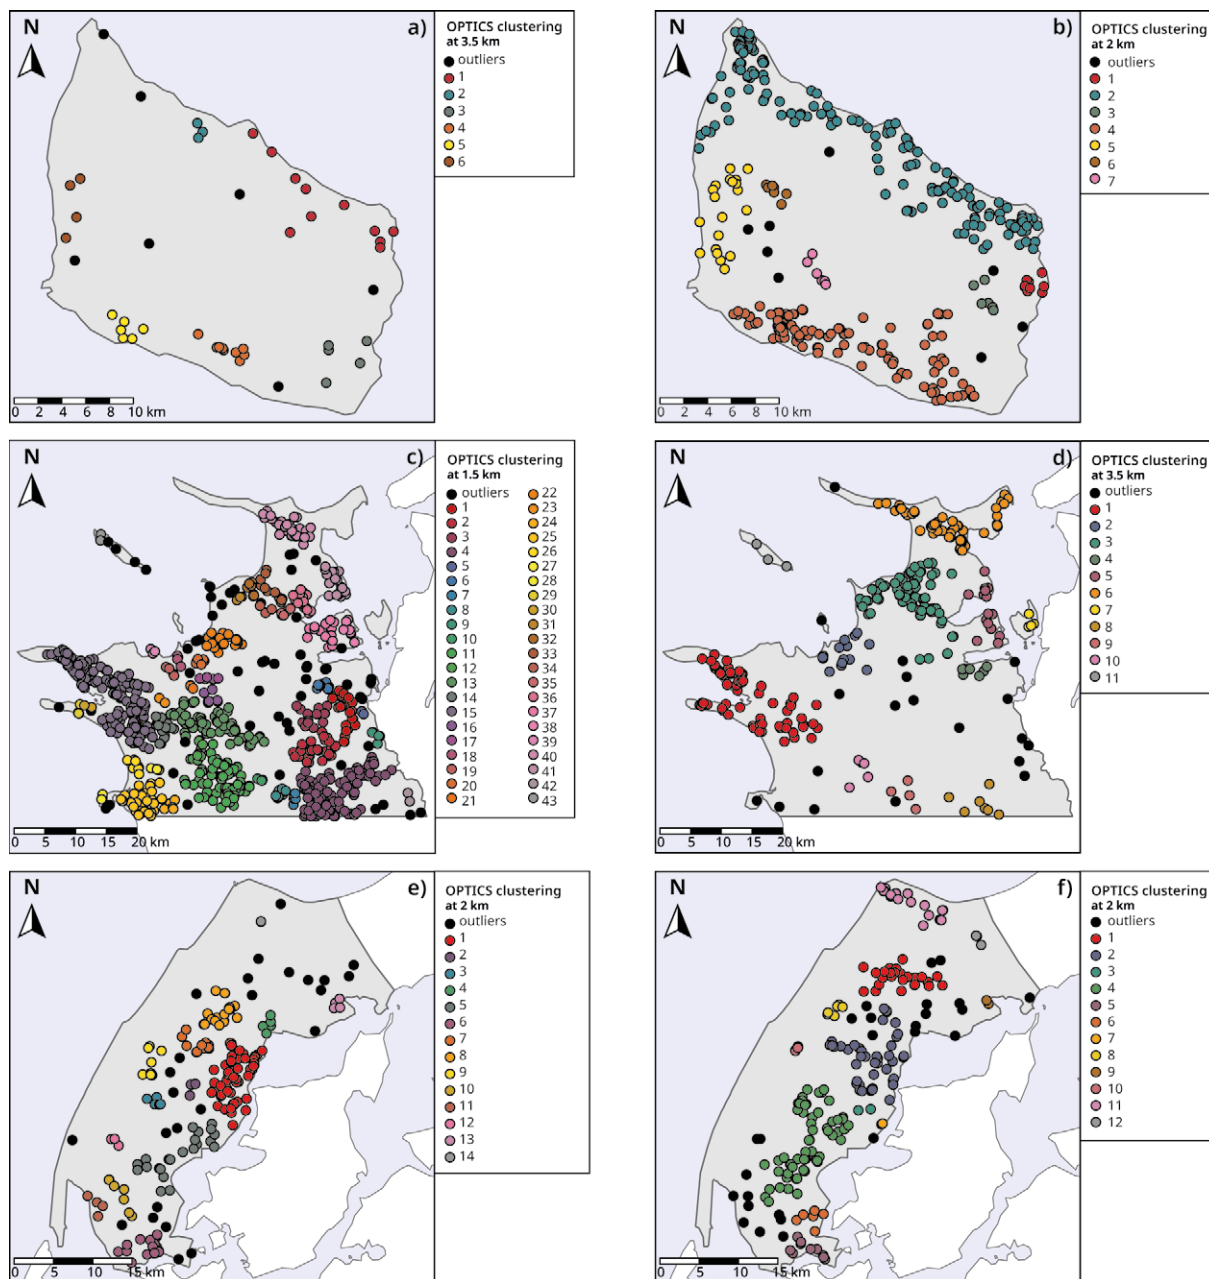 N
a)
OPTICS clustering
at 3.5 km
outliers
1
2
3
4
5
6
0 2 4 6 8 10 km
N
b)
OPTICS clustering
at 2 km
outliers
1
2
3
4
5
6
7
0 2 4 6 8 10 km
N
c)
OPTICS clustering
at 1.5 km
outliers
1
2
3
4
5
6
7
8
9
10
11
12
13
14
15
16
17
18
19
20
21
22
23
24
25
26
27
28
29
30
31
32
33
34
35
36
37
38
39
40
41
42
43
0 5 10 15 20 km
N
d)
OPTICS clustering
at 3.5 km
outliers
1
2
3
4
5
6
7
8
9
10
11
0 5 10 15 20 km
N
e)
OPTICS clustering
at 2 km
outliers
1
2
3
4
5
6
7
8
9
10
11
12
13
14
0 5 10 15 km
N
f)
OPTICS clustering
at 2 km
outliers
1
2
3
4
5
6
7
8
9
10
11
12
0 5 10 15 km